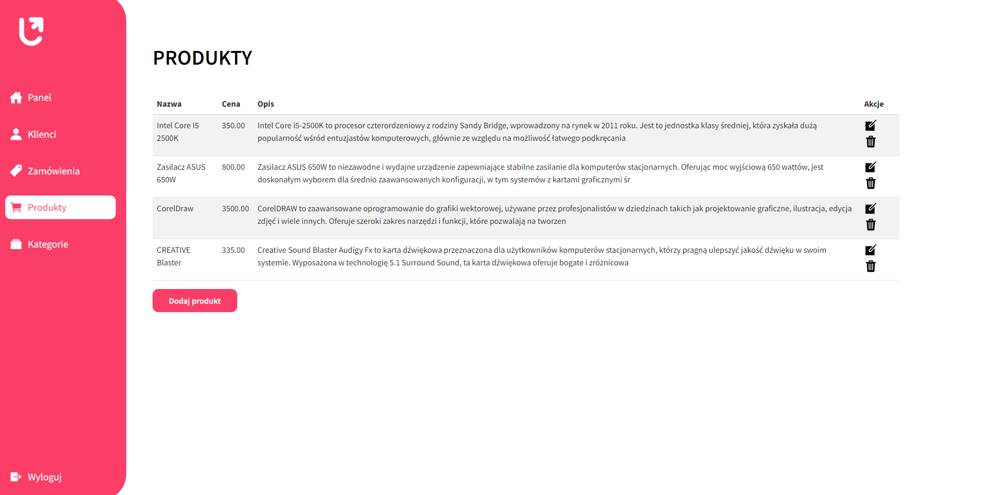 PRODUKTY
Panel
Klienci
Zamówienia
Produkty
Kategorie
Wyloguj
Nazwa Cena Opis Akcje
Intel Core I5 350.00 Intel Core i5-2500K to procesor czterordzeniowy z rodziny Sandy Bridge, wprowadzony na rynek w 2011 roku. Jest to jednostka klasy średniej, która zyskała dużą
2500K popularność wśród entuzjastów komputerowych, głównie ze względu na możliwość łatwego podkręcania
Zasilacz ASUS 800.00 Zasilacz ASUS 650W to niezawodne i wydajne urządzenie zapewniające stabilne zasilanie dla komputerów stacjonarnych. Oferując moc wyjściową 650 wattów, jest
650W doskonałym wyborem dla średnio zaawansowanych konfiguracji, w tym systemów z kartami graficznymi śr
CorelDraw 3500.00 CorelDRAW to zaawansowane oprogramowanie do grafiki wektorowej, używane przez profesjonalistów w dziedzinach takich jak projektowanie graficzne, ilustracja, edycja
zdjęć i wiele innych. Oferuje szeroki zakres narzędzi i funkcji, które pozwalają na tworzen
CREATIVE 335.00 Creative Sound Blaster Audigy Fx to karta dźwiękowa przeznaczona dla użytkowników komputerów stacjonarnych, którzy pragną ulepszyć jakość dźwięku w swoim
Blaster systemie. Wyposażona w technologię 5.1 Surround Sound, ta karta dźwiękowa oferuje bogate i zróżnicowa
Dodaj produkt